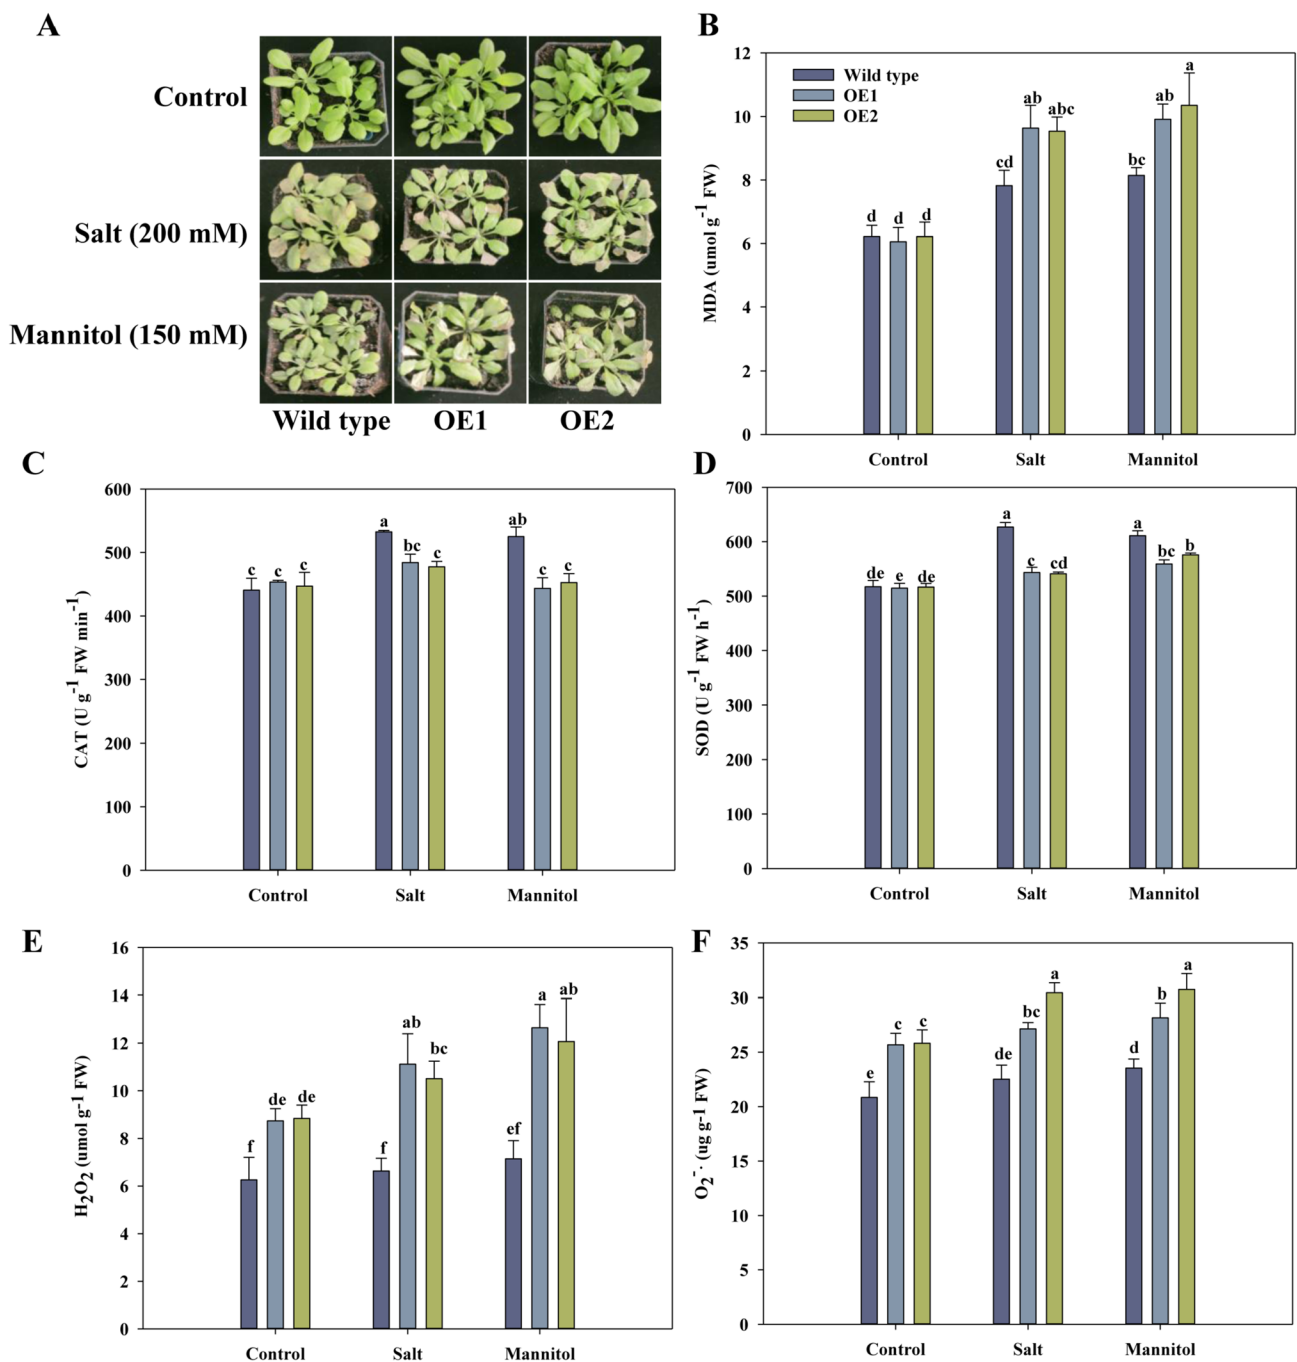 A
Control
Salt (200 mM)
Mannitol (150 mM)
Wild type OE1 OE2
B
MDA (umol g-1 FW)
12
10
8
6
4
2
0
Wild type
OE1
OE2
d d d
cd ab abc
bc ab a
Control Salt Mannitol
C
CAT (U g-1 FW min-1)
600
500
400
300
200
100
0
c c c
a bc c
ab c c
Control Salt Mannitol
D
SOD (U g-1 FW h-1)
700
600
500
400
300
200
100
0
de e de
a c cd
a bc b
Control Salt Mannitol
E
H2O2 (umol g-1 FW)
16
14
12
10
8
6
4
2
0
f de de
f ab bc
ef a ab
Control Salt Mannitol
F
O2-· (ug g-1 FW)
35
30
25
20
15
10
5
0
e c c
de bc a
d b a
Control Salt Mannitol